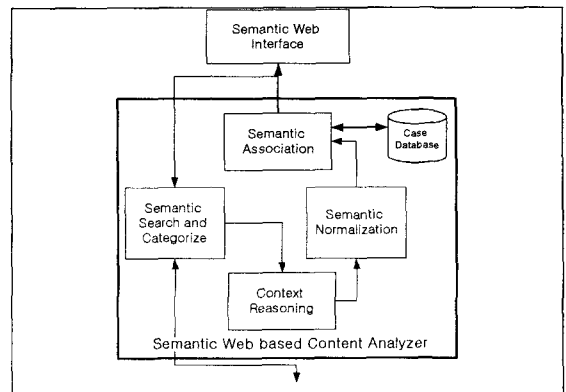 Semantic Web
Interface
Semantic
Association
Case
Database
Semantic
Search and
Categorize
Semantic
Normalization
Context
Reasoning
Semantic Web based Content Analyzer